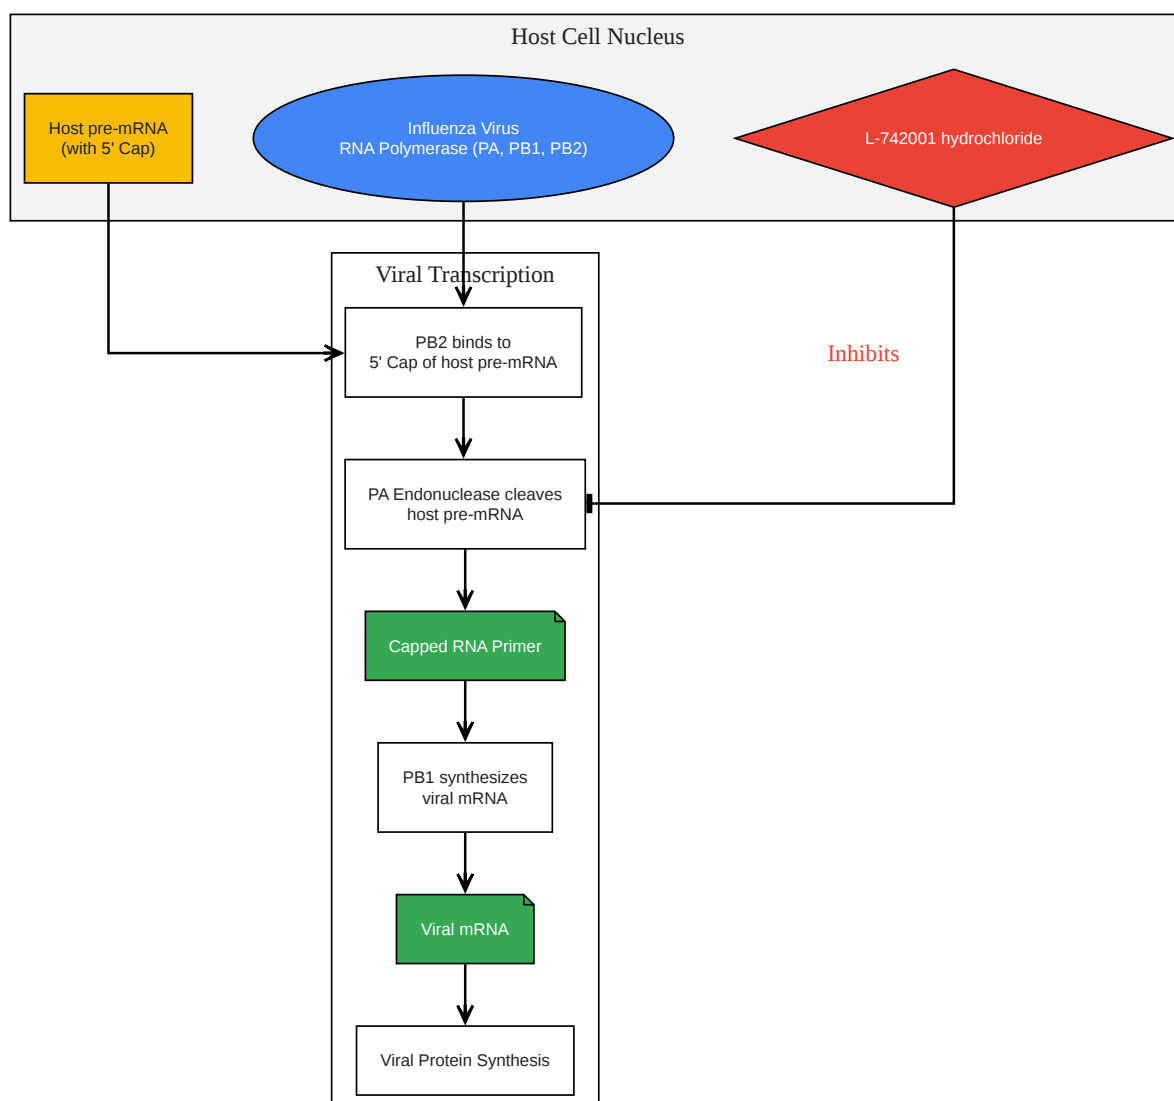 Host Cell Nucleus
Host pre-mRNA
(with 5' Cap)
Influenza Virus
RNA Polymerase (PA, PB1, PB2)
L-742001 hydrochloride
Viral Transcription
PB2 binds to
5' Cap of host pre-mRNA
Inhibits
PA Endonuclease cleaves
host pre-mRNA
Capped RNA Primer
PB1 synthesizes
viral mRNA
Viral mRNA
Viral Protein Synthesis